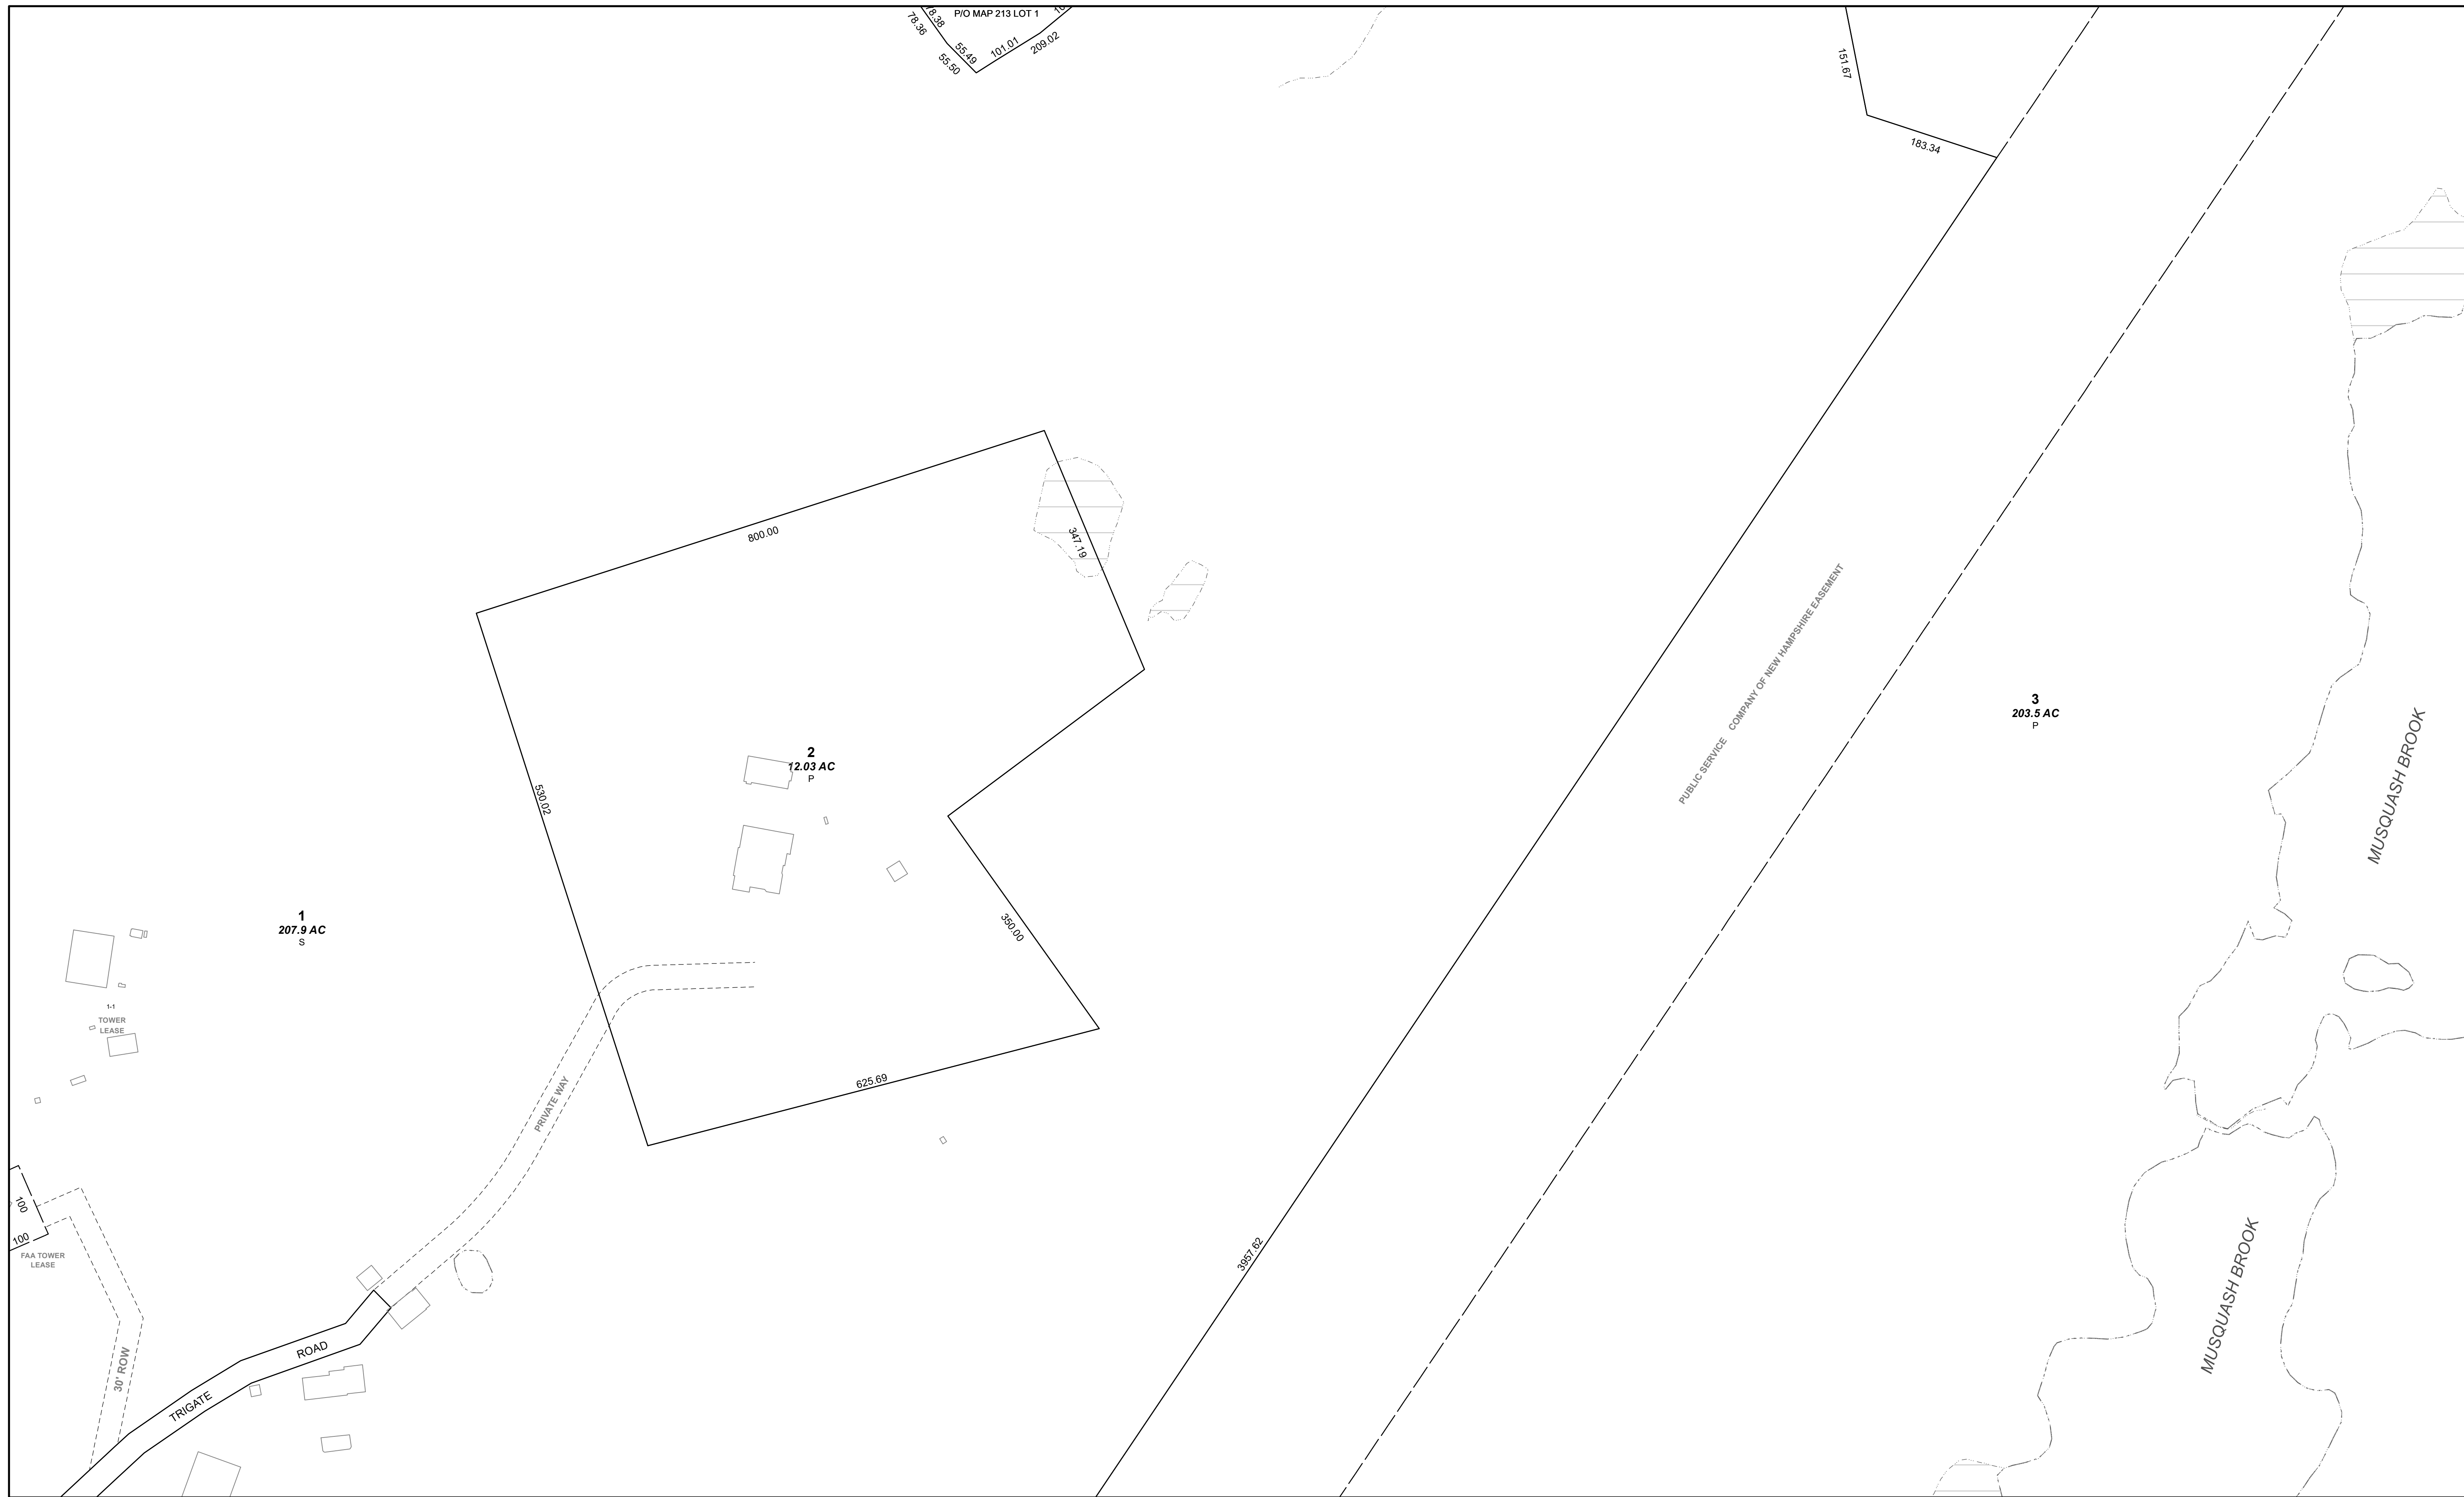 P/O MAP 213 LOT 1
78.38
78.36
55.49
55.50
101.01
209.02
151.67
183.34
800.00
347.19
530.02
2
12.03 AC
P
350.00
625.69
PUBLIC SERVICE COMPANY OF NEW HAMPSHIRE EASEMENT
3
203.5 AC
P
MUSQUASH BROOK
1
207.9 AC
S
1-1
TOWER
LEASE
PRIVATE WAY
100
100
FAA TOWER
LEASE
3957.62
MUSQUASH BROOK
30' ROW
TRIGATE ROAD